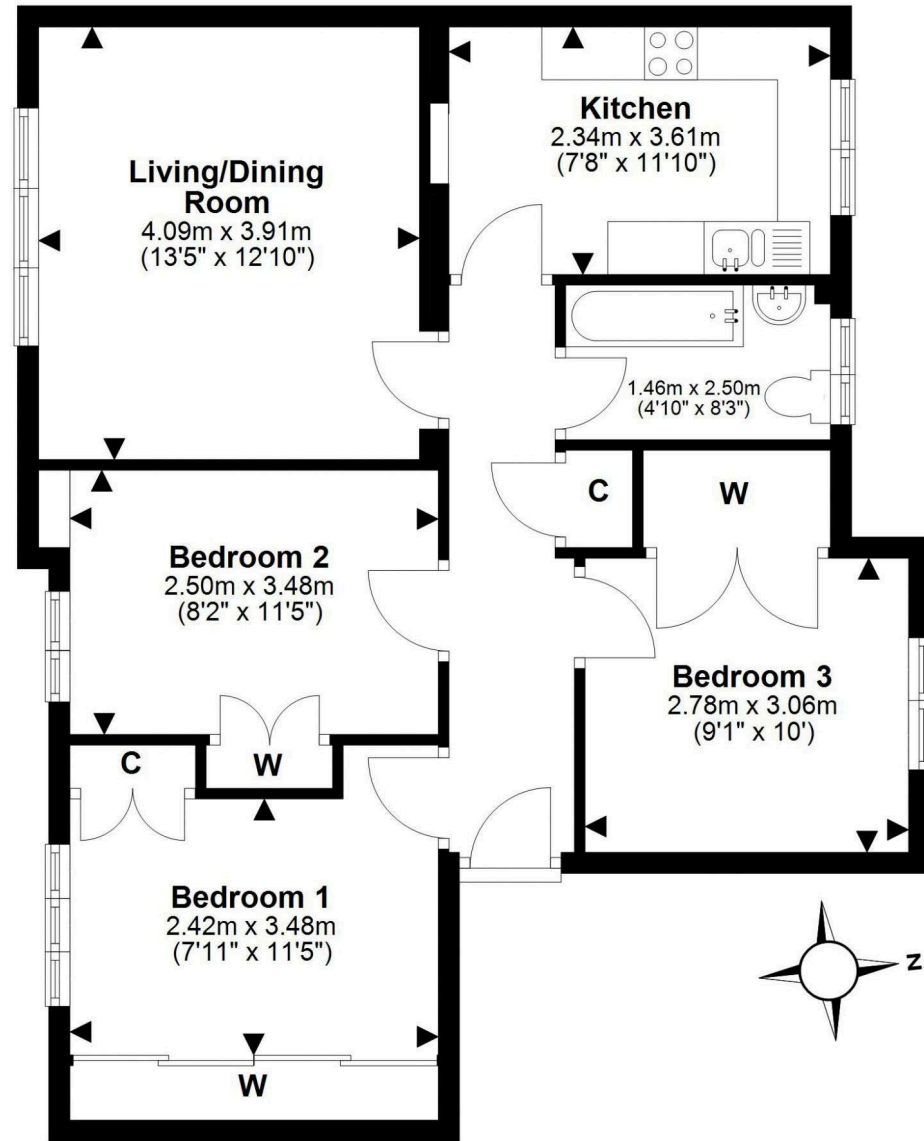 Living/Dining
Room
4.09m x 3.91m
(13'5" x 12'10")
Kitchen
2.34m x 3.61m
(7'8" x 11'10")
1.46m x 2.50m
(4'10" x 8'3")
C
W
Bedroom 2
2.50m x 3.48m
(8'2" x 11'5")
Bedroom 3
2.78m x 3.06m
(9'1" x 10')
C
W
Bedroom 1
2.42m x 3.48m
(7'11" x 11'5")
W
N